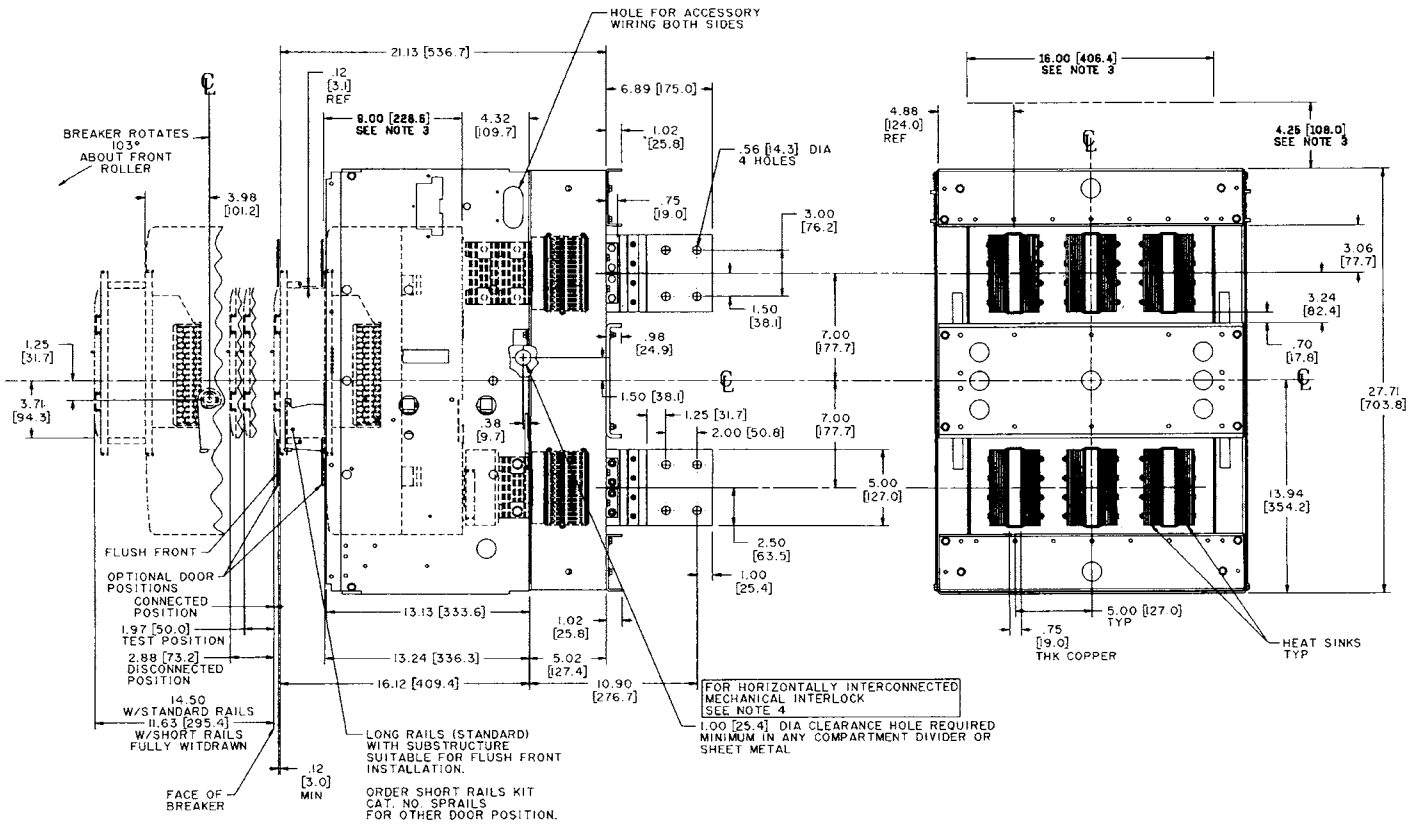 HOLE FOR ACCESSORY
WIRING BOTH SIDES
21.13 [536.7]
16.00 [406.4]
SEE NOTE 3
CL
.12
[3.1]
REF
6.89 [175.0]
BREAKER ROTATES
103°
ABOUT FRONT
ROLLER
9.00 [228.6]
SEE NOTE 3
4.32
[109.7]
1.02
[25.8]
4.88
[124.0]
REF
CL
4.25 [108.0]
SEE NOTE 3
.56 [14.3] DIA
4 HOLES
3.98
[101.2]
.75
[19.0]
3.00
[76.2]
3.06
[77.7]
1.50
[38.1]
3.24
[82.4]
1.25
[31.7]
.98
[24.9]
7.00
[177.7]
.70
[17.8]
CL
CL
3.71
[94.3]
1.50 [38.1]
27.71
[703.8]
1.25 [31.7]
.38
[9.7]
2.00 [50.8]
7.00
[177.7]
5.00
[127.0]
13.94
[354.2]
FLUSH FRONT
2.50
[63.5]
OPTIONAL DOOR
POSITIONS
1.00
[25.4]
CONNECTED
POSITION
13.13 [333.6]
1.02
[25.8]
5.00 [127.0]
TYP
1.97 [50.0]
TEST POSITION
.75
[19.0]
THK COPPER
HEAT SINKS
TYP
2.88 [73.2]
DISCONNECTED
POSITION
13.24 [336.3]
5.02
[127.4]
16.12 [409.4]
10.90
[276.7]
FOR HORIZONTALLY INTERCONNECTED
MECHANICAL INTERLOCK
SEE NOTE 4
14.50
W/STANDARD RAILS
11.63 [295.4]
W/SHORT RAILS
FULLY WITDRAWN
1.00 [25.4] DIA CLEARANCE HOLE REQUIRED
MINIMUM IN ANY COMPARTMENT DIVIDER OR
SHEET METAL
LONG RAILS (STANDARD)
WITH SUBSTRUCTURE
SUITABLE FOR FLUSH FRONT
INSTALLATION.
.12
[3.0]
MIN
FACE OF
BREAKER
ORDER SHORT RAILS KIT
CAT. NO. SPRAILS
FOR OTHER DOOR POSITION.